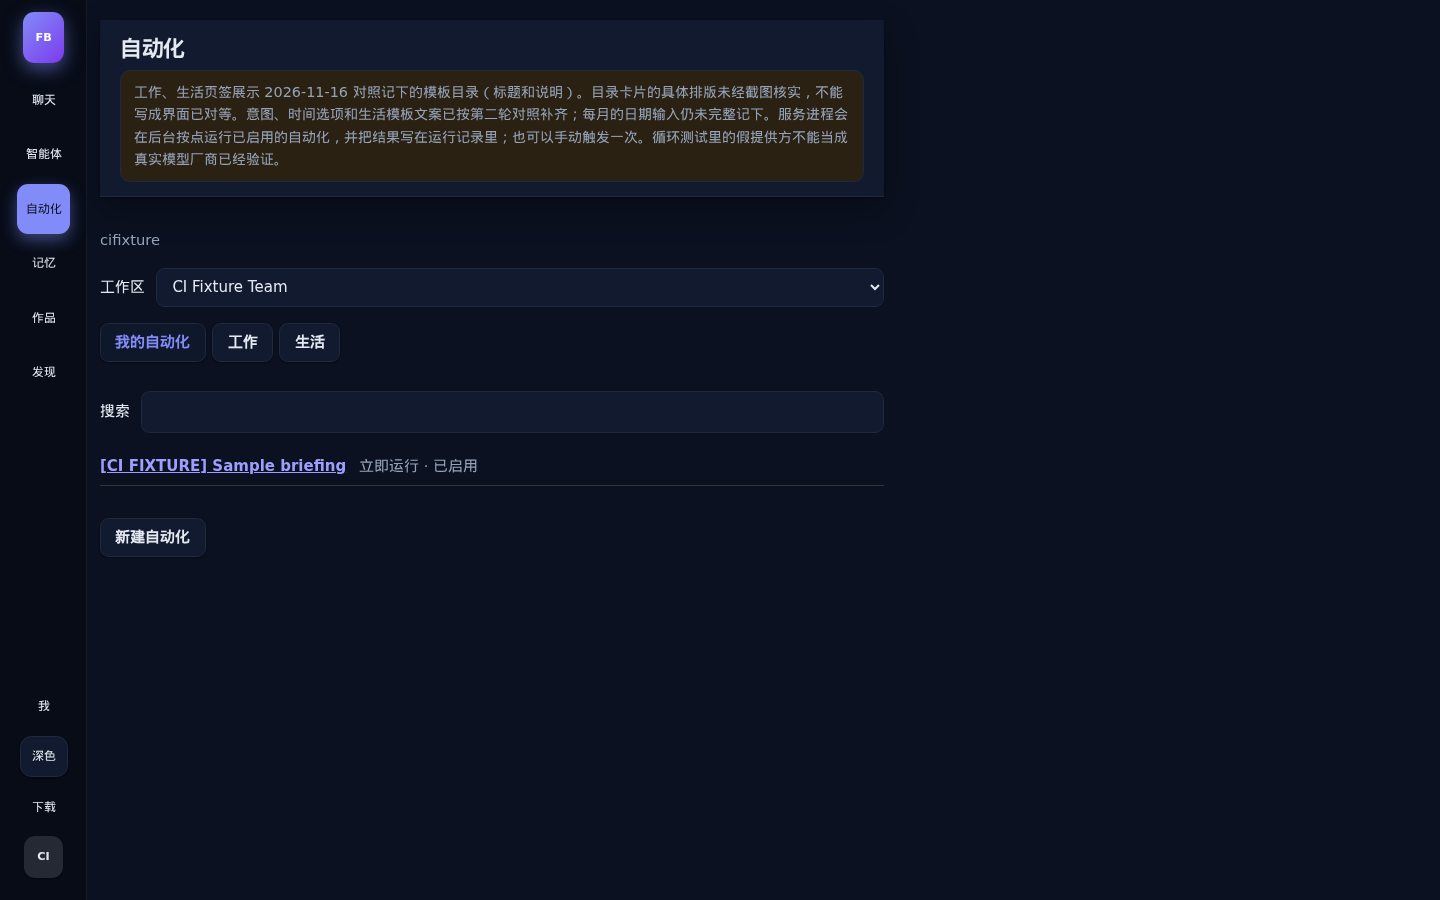 FB
聊天
智能体
自动化
记忆
作品
发现
我
深色
下载
CI
自动化
工作、生活页签展示 2026-11-16 对照记下的模板目录（标题和说明）。目录卡片的具体排版未经截图核实，不能
写成界面已对等。意图、时间选项和生活模板文案已按第二轮对照补齐；每月的日期输入仍未完整记下。服务进程会
在后台按点运行已启用的自动化，并把结果写在运行记录里；也可以手动触发一次。循环测试里的假提供方不能当成
真实模型厂商已经验证。
cifixture
工作区 CI Fixture Team
我的自动化 工作 生活
搜索
[CI FIXTURE] Sample briefing 立即运行 · 已启用
新建自动化